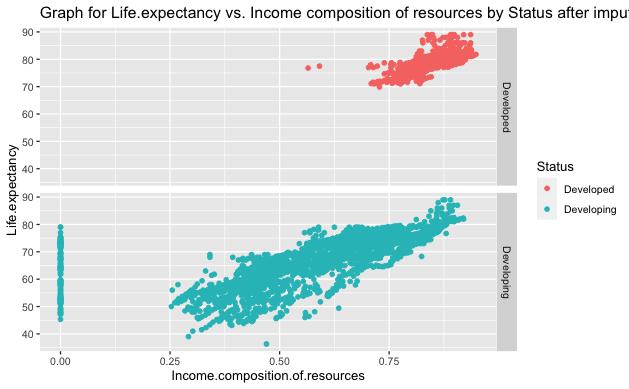 Graph for Life.expectancy vs. Income composition of resources by Status after impu
90
80
70
60
50
40
Developed
90
80
70
60
50
40
Developing
Life.expectancy
0.00
0.25
0.50
0.75
Income.composition.of.resources
Status
Developed
Developing